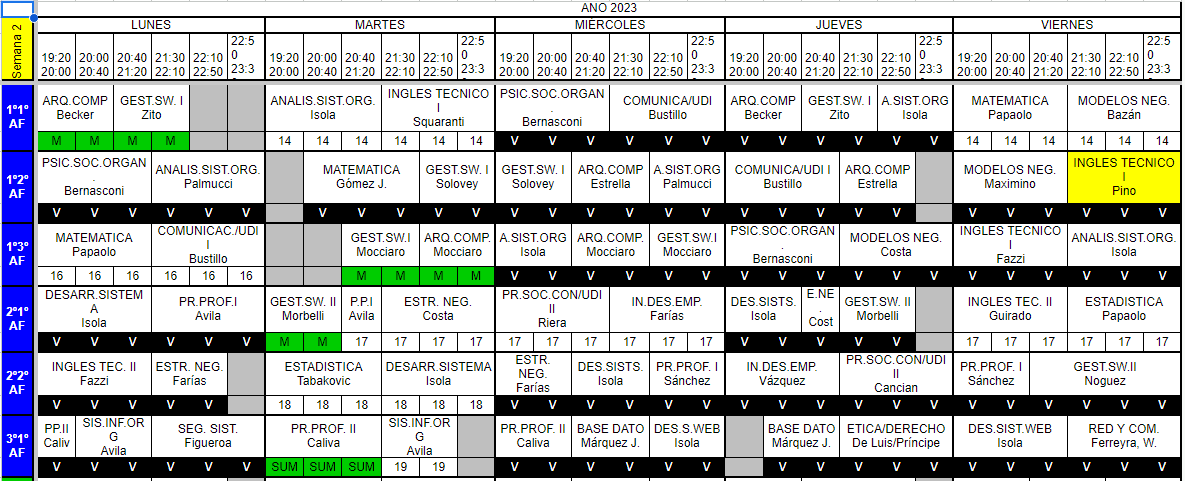 AÑO 2023
Semana 2
LUNES MARTES MIÉRCOLES JUEVES VIERNES
19:20 20:00 20:40 21:30 22:10 22:50 19:20 20:00 20:40 21:30 22:10 22:50 19:20 20:00 20:40 21:30 22:10 22:50 19:20 20:00 20:40 21:30 22:10 22:50 19:20 20:00 20:40 21:30 22:10 22:50
20:00 20:40 21:20 22:10 22:50 23:30 20:00 20:40 21:20 22:10 22:50 23:30 20:00 20:40 21:20 22:10 22:50 23:30 20:00 20:40 21:20 22:10 22:50 23:30 20:00 20:40 21:20 22:10 22:50 23:30
1º1º AF
ARQ.COMP Becker
GEST.SW. I Zito
ANALIS.SIST.ORG. Isola
INGLES TECNICO I Squaranti
PSIC.SOC.ORGAN. Bernasconi
COMUNICA/UDI Bustillo
ARQ.COMP Becker
GEST.SW. I Zito
A.SIST.ORG Isola
MATEMATICA Papaolo
MODELOS NEG. Bazán
M M M M 14 14 14 14 14 14 V V V V V V V V V V V V 14 14 14 14 14 14
1º2º AF
PSIC.SOC.ORGAN. Bernasconi
ANALIS.SIST.ORG. Palmucci
MATEMATICA Gómez J.
GEST.SW. I Solovey
GEST.SW. I Solovey
ARQ.COMP Estrella
A.SIST.ORG Palmucci
COMUNICA/UDI I Bustillo
ARQ.COMP Estrella
MODELOS NEG. Maximino
INGLES TECNICO I Pino
V V V V V V V V V V V V V V V V V V V V V V V V V V V V
1º3º AF
MATEMATICA Papaolo
COMUNICAC./UDI I Bustillo
GEST.SW.I Mocciaro
ARQ.COMP. Mocciaro
A.SIST.ORG Isola
ARQ.COMP. Mocciaro
GEST.SW.I Mocciaro
PSIC.SOC.ORGAN. Bernasconi
MODELOS NEG. Costa
INGLES TECNICO I Fazzi
ANALIS.SIST.ORG. Isola
16 16 16 16 16 16 M M M M V V V V V V V V V V V V V V V V V V
2º1º AF
DESARR.SISTEMA Isola
PR.PROF.I Avila
GEST.SW. II Morbelli
P.P.I Avila
ESTR. NEG. Costa
PR.SOC.CON/UDI II Riera
IN.DES.EMP. Farías
DES.SISTS. Isola
E.NE. Cost
GEST.SW. II Morbelli
INGLES TEC. II Guirado
ESTADISTICA Papaolo
V V V V V V M M 17 17 17 17 17 17 17 17 17 17 V V V V V 17 17 17 17 17 17
2º2º AF
INGLES TEC. II Fazzi
ESTR. NEG. Farías
ESTADISTICA Tabakovic
DESARR.SISTEMA Isola
ESTR. NEG. Farías
DES.SISTS. Isola
PR.PROF. I Sánchez
IN.DES.EMP. Vázquez
PR.SOC.CON/UDI II Cancian
PR.PROF. I Sánchez
GEST.SW.II Noguez
V V V V V 18 18 18 18 18 18 V V V V V V V V V V V V V V V V V V
3º1º AF
PP.II Caliv
SIS.INF.ORG Avila
SEG. SIST. Figueroa
PR.PROF. II Caliva
SIS.INF.ORG Avila
PR.PROF. II Caliva
BASE DATO Márquez J.
DES.S.WEB Isola
BASE DATO Márquez J.
ETICA/DERECHO De Luis/Príncipe
DES.SIST.WEB Isola
RED Y COM. Ferreyra, W.
V V V V V V SUM SUM SUM 19 19 V V V V V V V V V V V V V V V V V